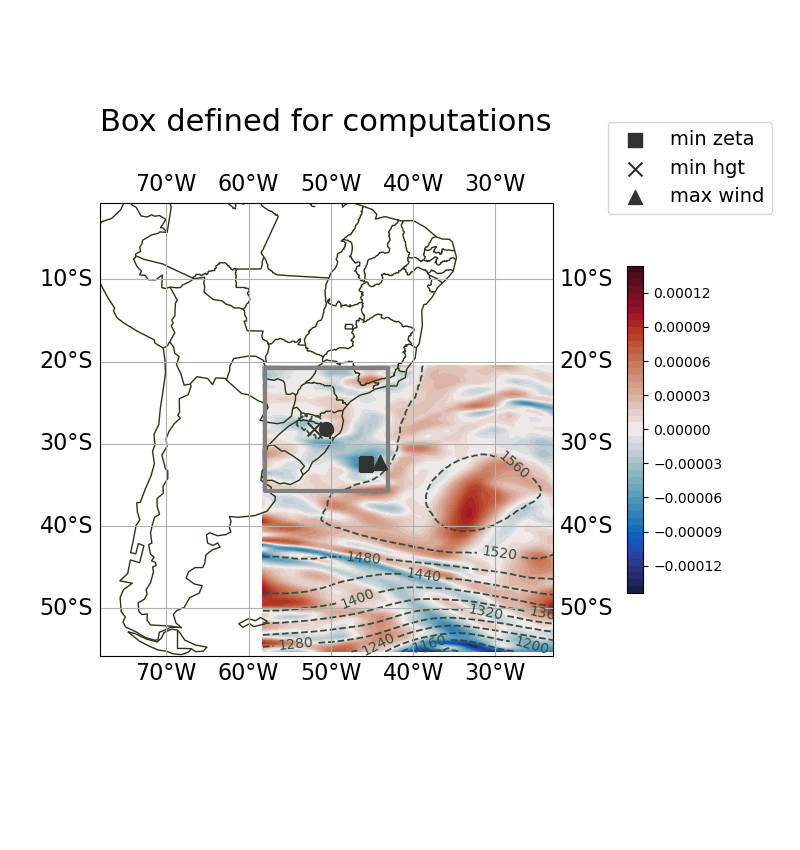 Box defined for computations
min zeta
min hgt
max wind
70°W 60°W 50°W 40°W 30°W
10°S 10°S
20°S 20°S
30°S 30°S
40°S 40°S
50°S 50°S
1560
1520
1480
1440
1400
1320
1280
1240
1160
1200
70°W 60°W 50°W 40°W 30°W
0.00012
0.00009
0.00006
0.00003
0.00000
−0.00003
−0.00006
−0.00009
−0.00012